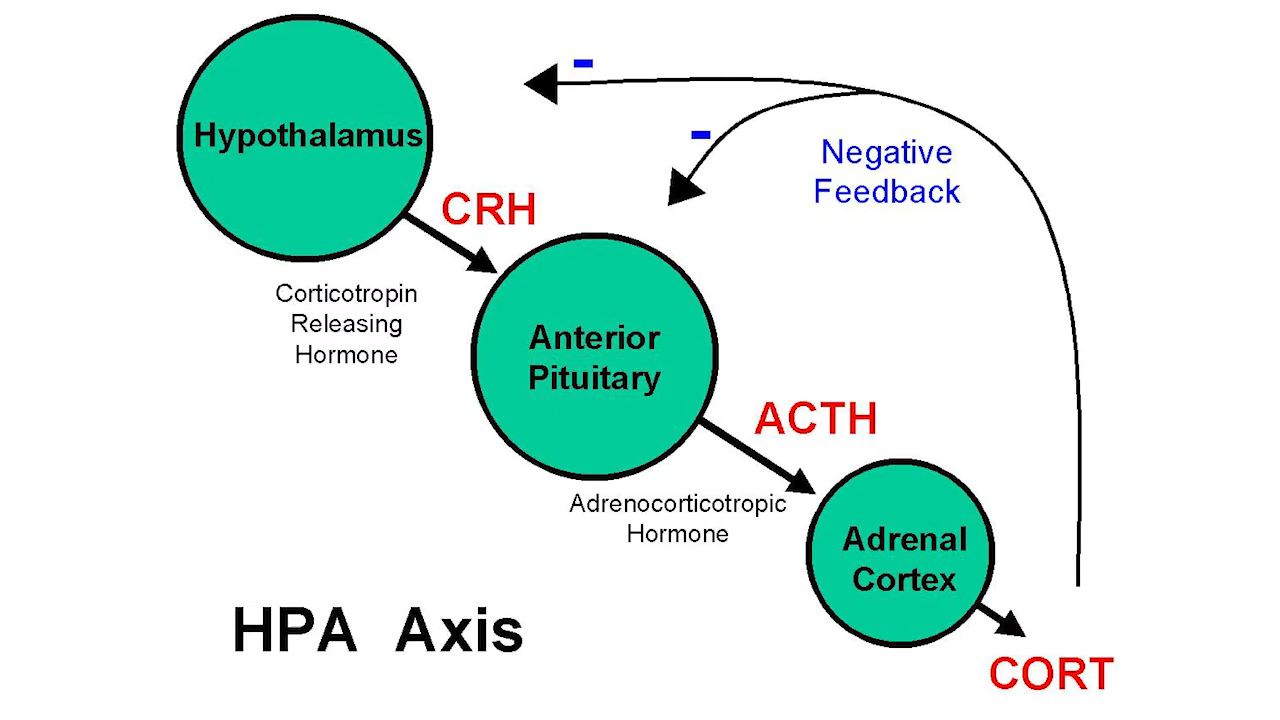 -
Hypothalamus
-
Negative
Feedback
CRH
Corticotropin
Releasing
Hormone
Anterior
Pituitary
ACTH
Adrenocorticotropic
Hormone
Adrenal
Cortex
HPA Axis
CORT